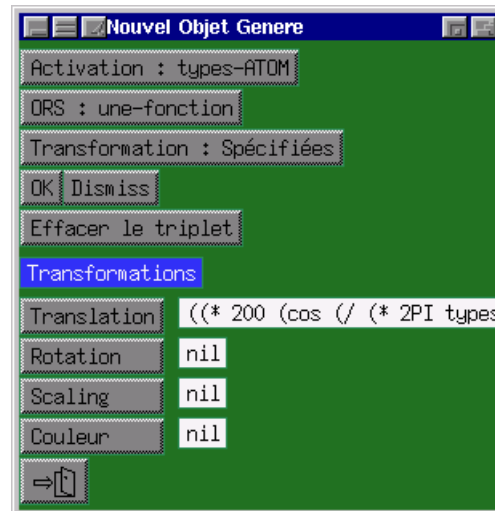 Nouvel Objet Genere
Activation : types-ATOM
ORS : une-fonction
Transformation : Spécifiées
OK Dismiss
Effacer le triplet
Transformations
Translation ((* 200 (cos (/ (* 2PI types
Rotation nil
Scaling nil
Couleur nil